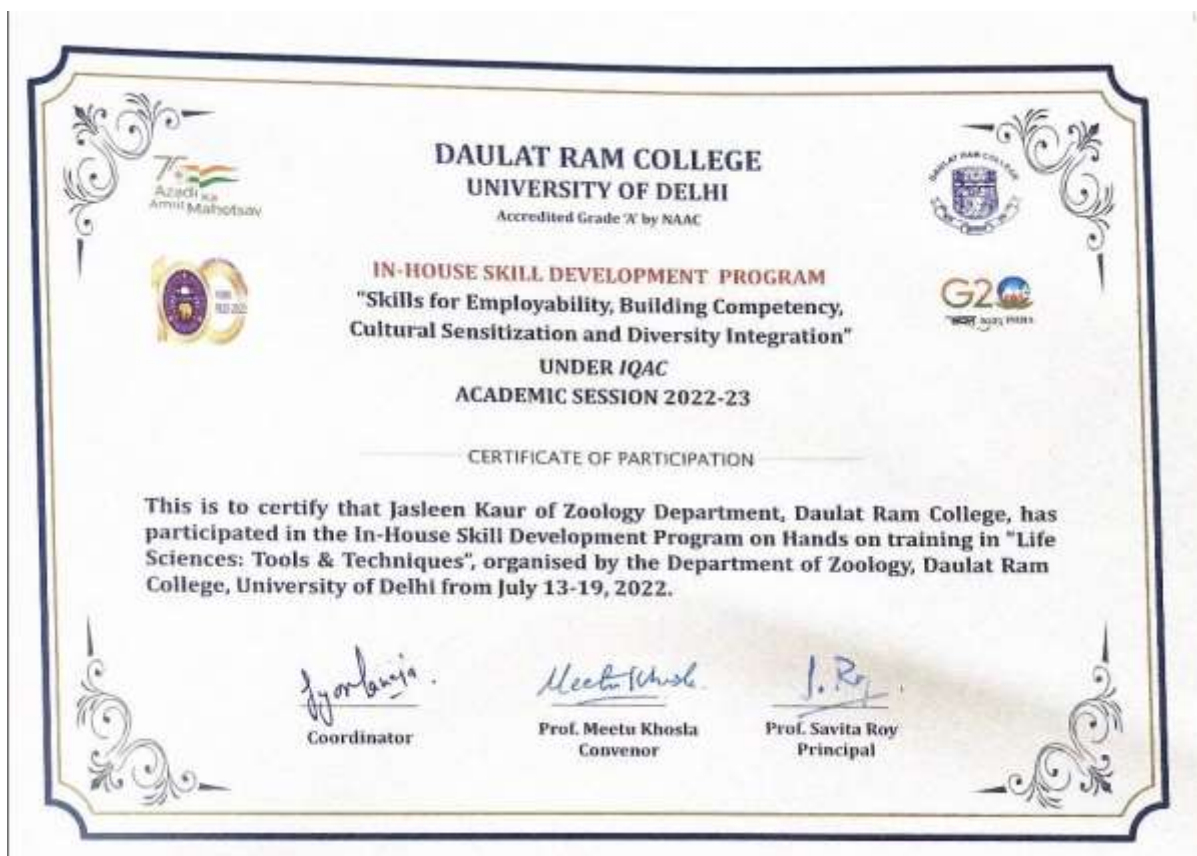 DAULAT RAM COLLEGE
UNIVERSITY OF DELHI
Accredited Grade 'A' by NAAC
Azadi Ka
Amrit Mahotsav
DAULAT RAM COLLEGE
IN-HOUSE SKILL DEVELOPMENT PROGRAM
"Skills for Employability, Building Competency,
Cultural Sensitization and Diversity Integration"
UNDER IQAC
ACADEMIC SESSION 2022-23
G20
CERTIFICATE OF PARTICIPATION
This is to certify that Jasleen Kaur of Zoology Department, Daulat Ram College, has
participated in the In-House Skill Development Program on Hands on training in "Life
Sciences: Tools & Techniques", organised by the Department of Zoology, Daulat Ram
College, University of Delhi from July 13-19, 2022.
Coordinator
Prof. Meetu Khosla
Convenor
Prof. Savita Roy
Principal